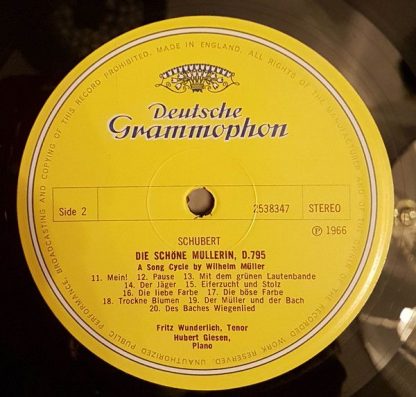 BROADCASTING AND COPYING OF THIS RECORD PROHIBITED. MADE IN ENGLAND. ALL RIGHTS OF THE MANUFACTURER AND OF THE OWNER OF THE RECORDED WORK RESERVED. UNAUTHORIZED PUBLIC PERFORMANCE,
Deutsche
Grammophon
Side 2
2538347
STEREO
Ⓟ 1966
SCHUBERT
DIE SCHÖNE MULLERIN, D.795
A Song Cycle by Wilhelm Müller
11. Mein! 12. Pause 13. Mit dem grünen Lautenbande
14. Der Jäger 15. Eiferzucht und Stolz
16. Die liebe Farbe 17. Die böse Farbe
18. Trockne Blumen 19. Der Müller und der Bach
20. Des Baches Wiegenlied
Fritz Wunderlich, Tenor
Hubert Giesen,
Piano